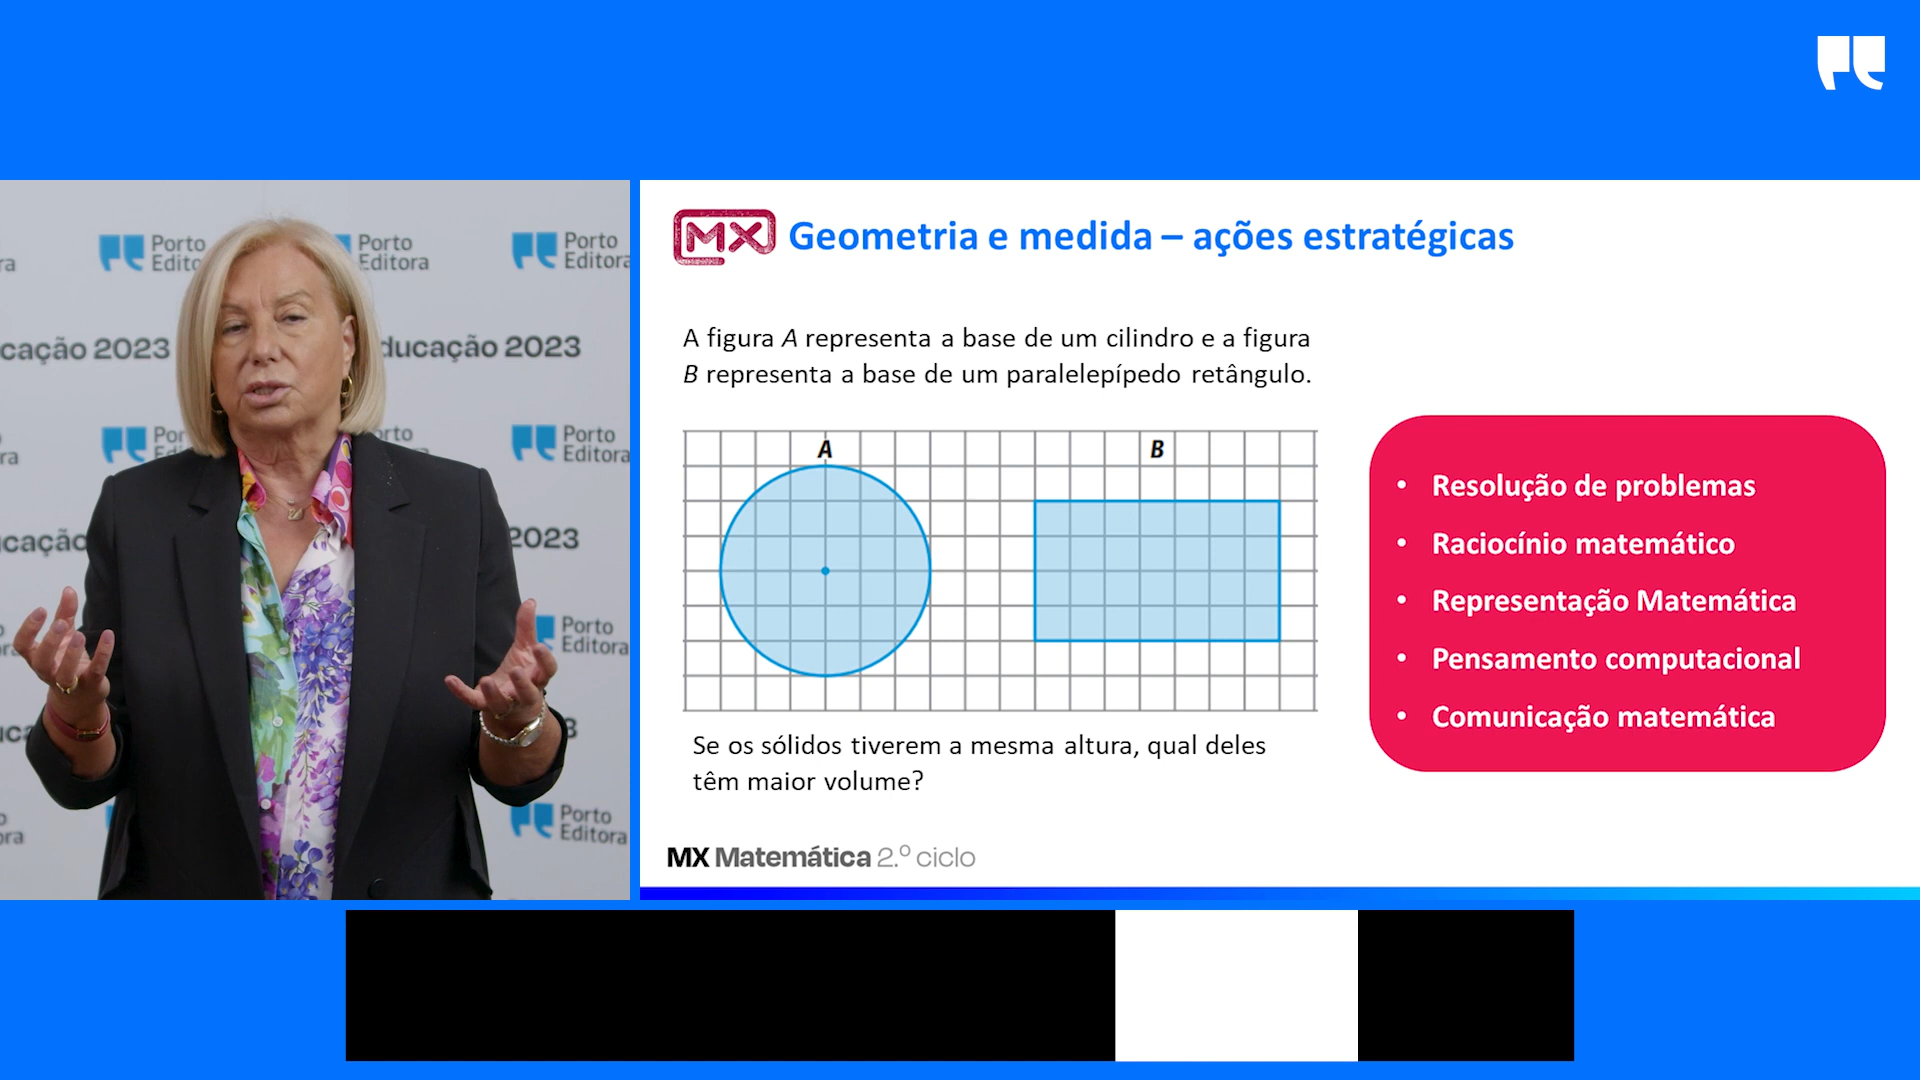 MX Geometria e medida – ações estratégicas
A figura A representa a base de um cilindro e a figura
B representa a base de um paralelepípedo retângulo.
A
B
Se os sólidos tiverem a mesma altura, qual deles
têm maior volume?
• Resolução de problemas
• Raciocínio matemático
• Representação Matemática
• Pensamento computacional
• Comunicação matemática
MX Matemática 2.º ciclo
Porto
Editora
Porto
Editora
cação 2023
ducação 2023
Porto
Editora
cação
2023
Porto
Editora
Porto
Editora